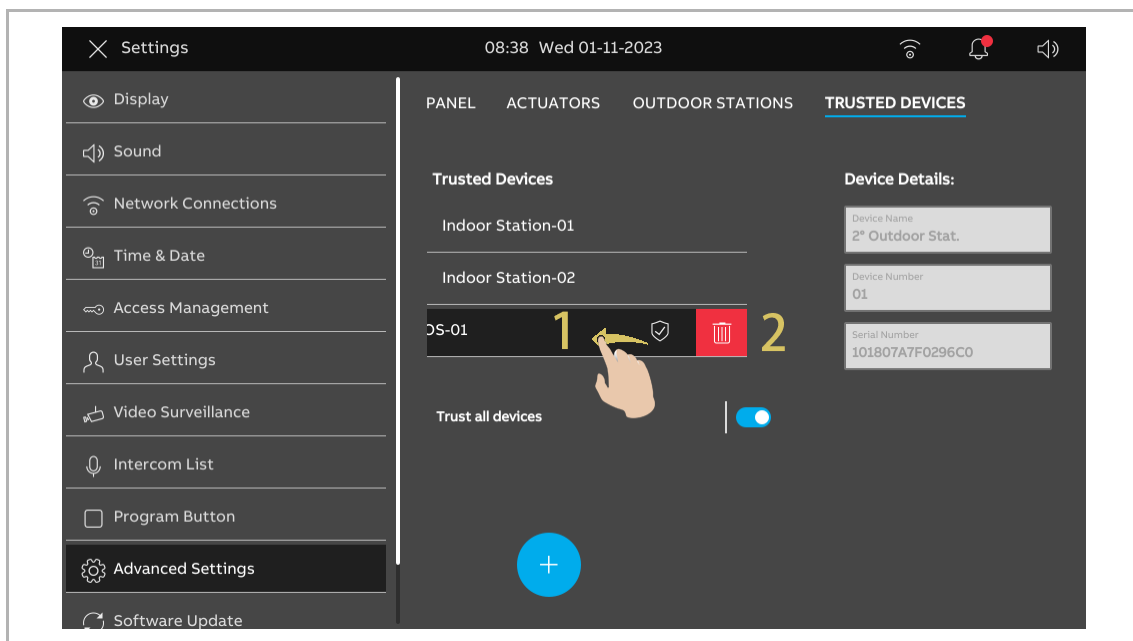 Settings
08:38 Wed 01-11-2023
Display
Sound
Network Connections
Time & Date
31
Access Management
User Settings
Video Surveillance
Intercom List
Program Button
Advanced Settings
Software Update
PANEL ACTUATORS OUTDOOR STATIONS TRUSTED DEVICES
Trusted Devices
Indoor Station-01
Indoor Station-02
OS-01
1
2
Trust all devices
+
Device Details:
Device Name
2° Outdoor Stat.
Device Number
01
Serial Number
101807A7F0296C0